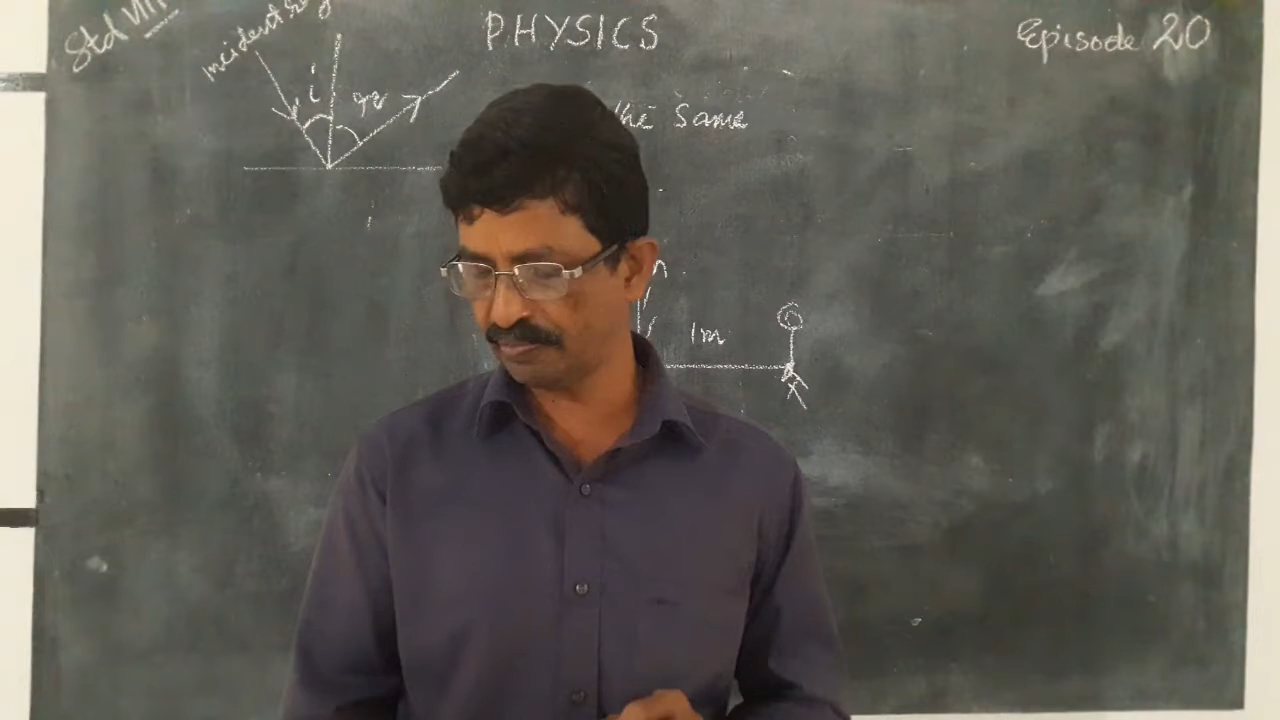 Std VIII
PHYSICS
Episode 20
incident ray
i
r
the Same
1m